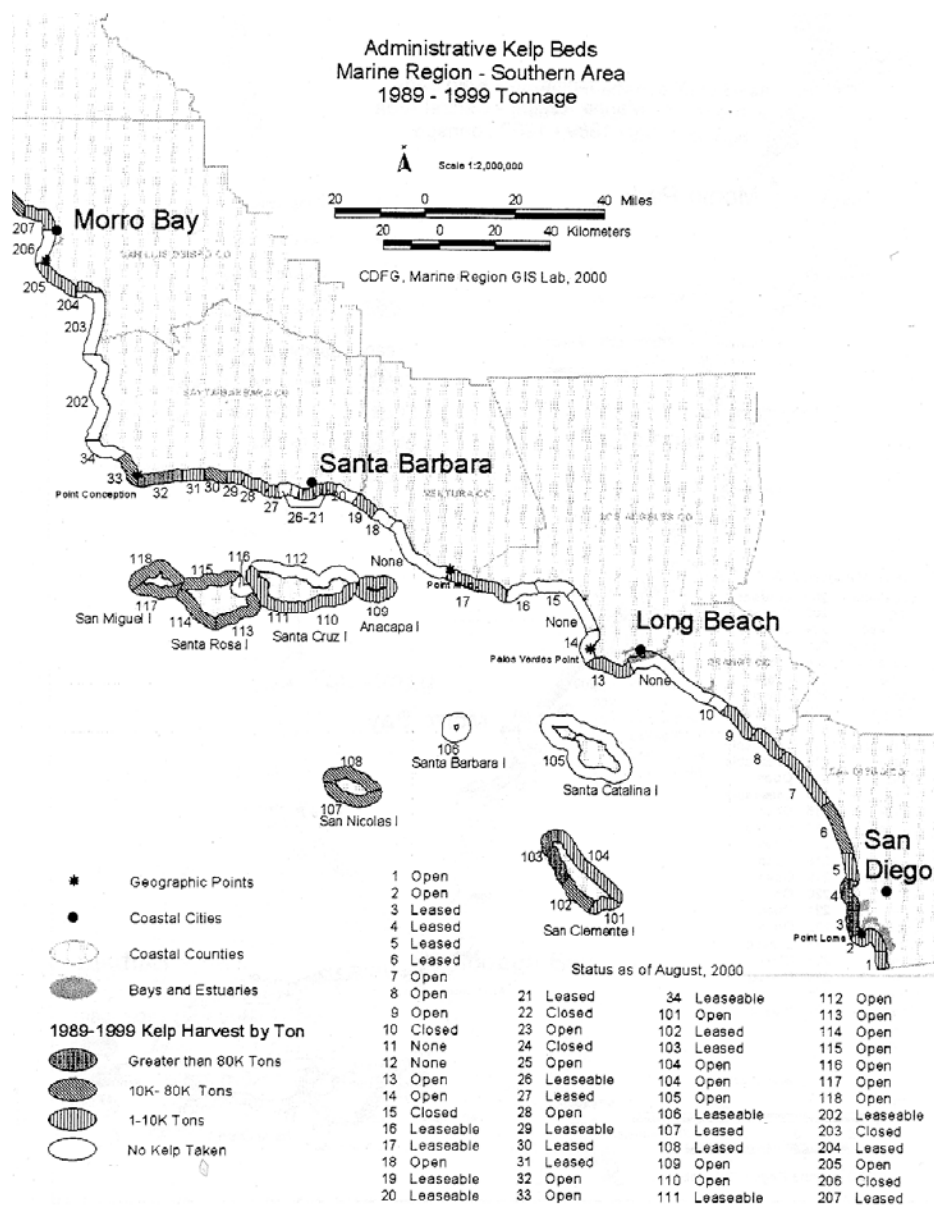 Administrative Kelp Beds
Marine Region - Southern Area
1989 - 1999 Tonnage
Scale 1:2,000,000
20 0 20 40 Miles
20 0 20 40 Kilometers
CDFG, Marine Region GIS Lab, 2000
207
Morro Bay
206
SAN LUIS OBISPO CO
205
204
203
202
SANTA BARBARA CO
34
33
Point Conception
32
31
30
29
28
27
Santa Barbara
26-21
20
19
18
VENTURA CO
LOS ANGELES CO
None
17
16
15
None
14
Palos Verdes Point
13
Long Beach
ORANGE CO
None
10
9
8
7
SAN DIEGO CO
6
San
Diego
5
4
3
Point Loma
2
1
118
115
116
112
117
San Miguel I
114
113
Santa Rosa I
111
110
Santa Cruz I
109
Anacapa I
106
Santa Barbara I
105
Santa Catalina I
108
107
San Nicolas I
103
104
102
101
San Clemente I
Geographic Points
Coastal Cities
Coastal Counties
Bays and Estuaries
1989-1999 Kelp Harvest by Ton
Greater than 80K Tons
10K- 80K Tons
1-10K Tons
No Kelp Taken
Status as of August, 2000
1 Open
2 Open
3 Leased
4 Leased
5 Leased
6 Leased
7 Open
8 Open
9 Open
10 Closed
11 None
12 None
13 Open
14 Open
15 Closed
16 Leaseable
17 Leaseable
18 Open
19 Leaseable
20 Leaseable
21 Leased
22 Closed
23 Open
24 Closed
25 Open
26 Leaseable
27 Leased
28 Open
29 Leaseable
30 Leased
31 Leased
32 Open
33 Open
34 Leaseable
101 Open
102 Leased
103 Leased
104 Open
104 Open
105 Open
106 Leaseable
107 Leased
108 Leased
109 Open
110 Open
111 Leaseable
112 Open
113 Open
114 Open
115 Open
116 Open
117 Open
118 Open
202 Leaseable
203 Closed
204 Leased
205 Open
206 Closed
207 Leased